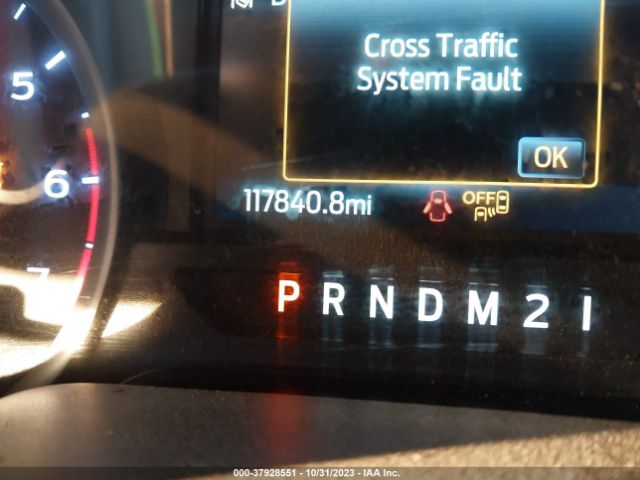 Cross Traffic
System Fault
5
OK
6
117840.8mi
OFF
7
P R N D M 2 1
000-37928551 - 10/31/2023 - IAA Inc.